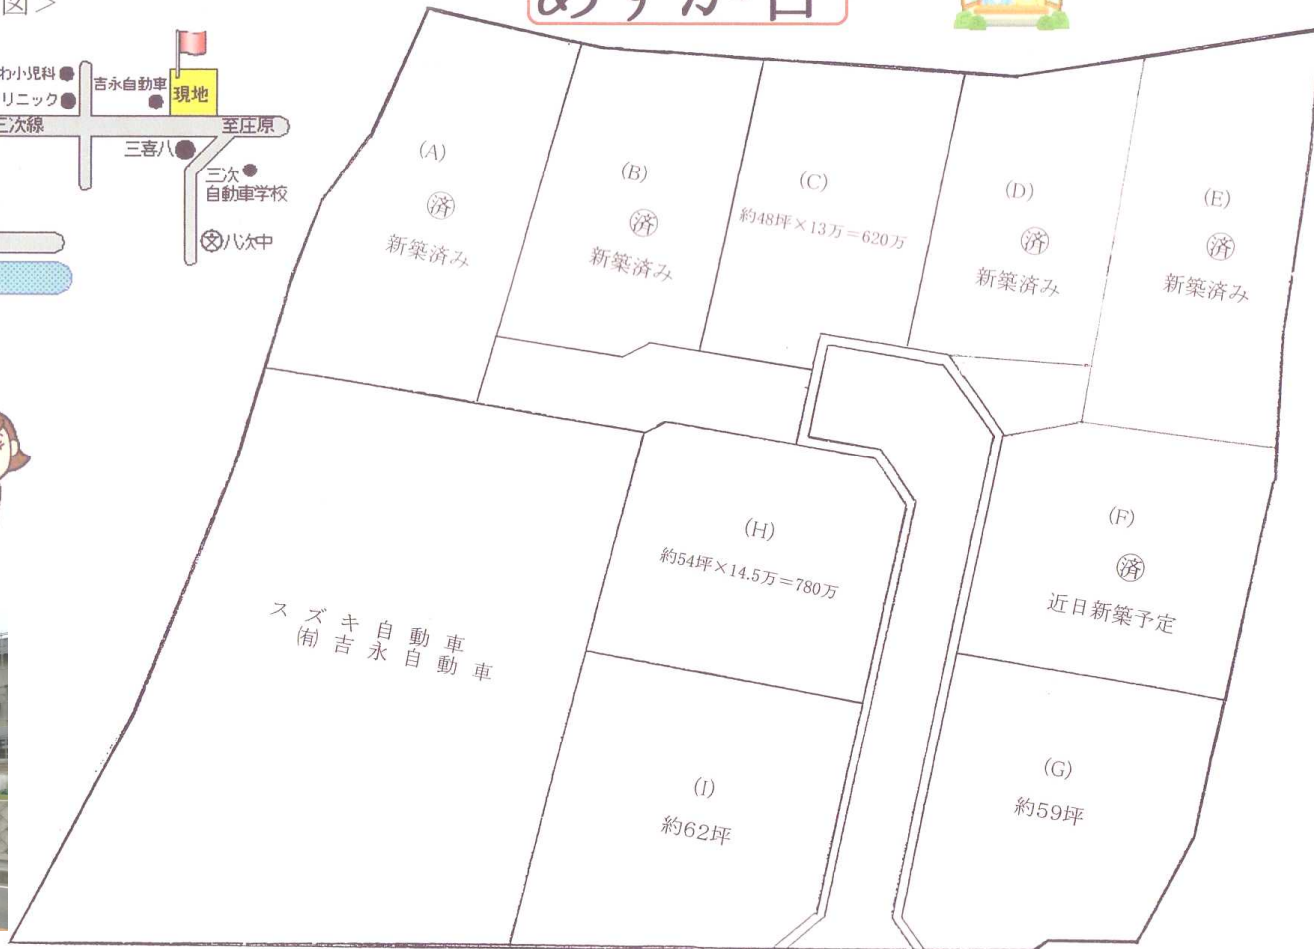 図>
あすか台
わ小児科
リニック
吉永自動車
現地
三次線
至庄原
三喜八
三次
自動車学校
文八次中
(A)
済
新築済み
(B)
済
新築済み
(C)
約48坪×13万=620万
(D)
済
新築済み
(E)
済
新築済み
(F)
済
近日新築予定
(H)
約54坪×14.5万=780万
スズキ自動車
㈲吉永自動車
(I)
約62坪
(G)
約59坪